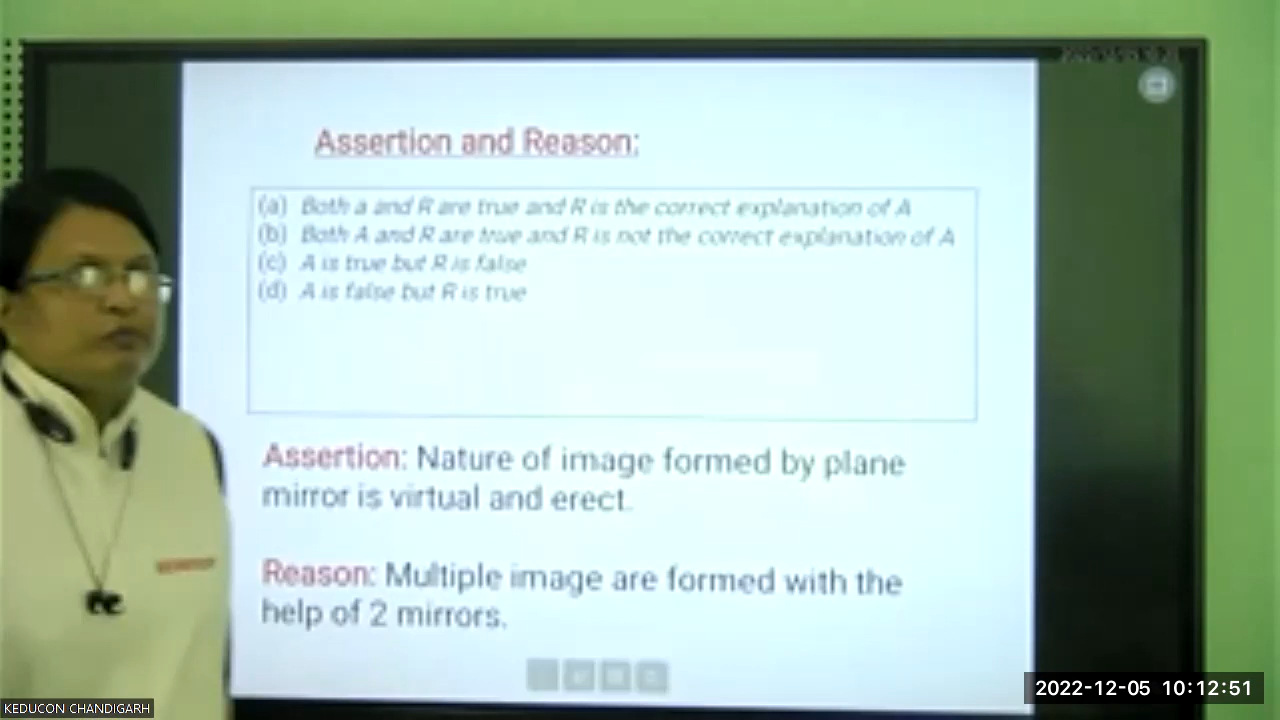 Assertion and Reason:
(a) Both a and R are true and R is the correct explanation of A
(b) Both A and R are true and R is not the correct explanation of A
(c) A is true but R is false
(d) A is false but R is true
Assertion: Nature of image formed by plane
mirror is virtual and erect.
Reason: Multiple image are formed with the
help of 2 mirrors.
KEDUCON CHANDIGARH
2022-12-05 10:12:51